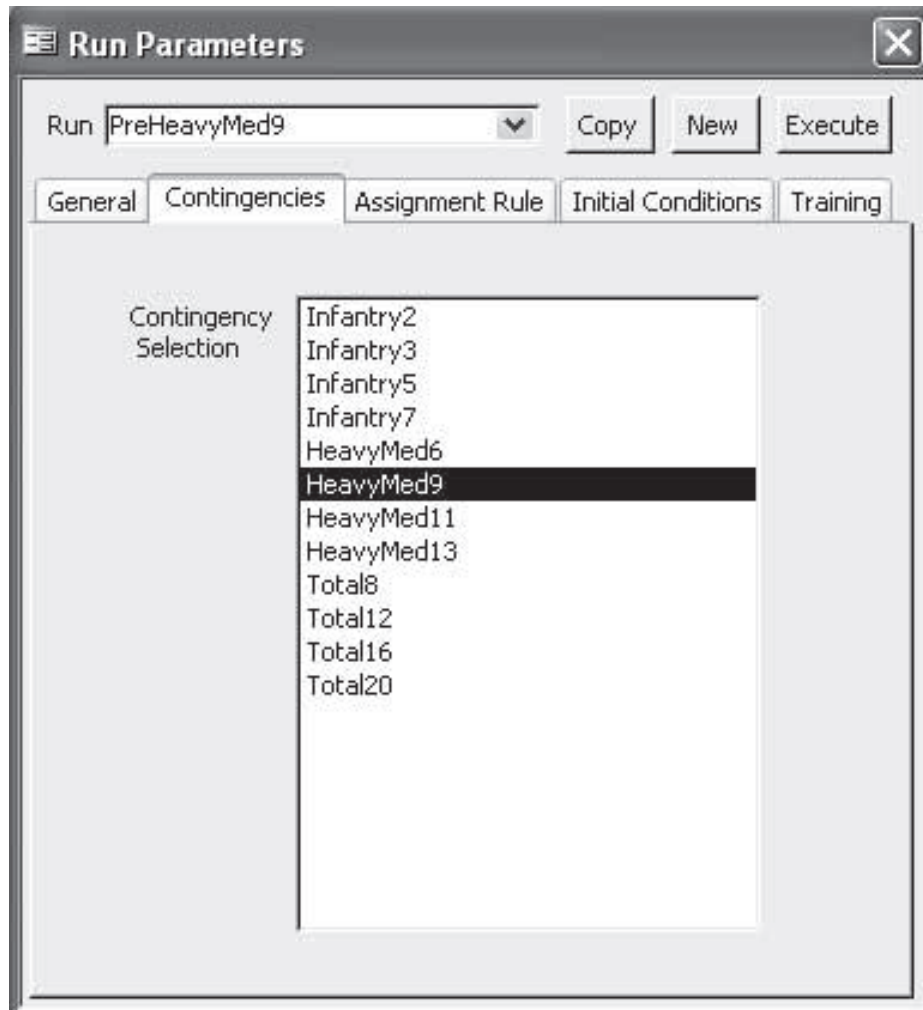 Run Parameters
Run PreHeavyMed9 Copy New Execute
General Contingencies Assignment Rule Initial Conditions Training
Contingency
Selection
Infantry2
Infantry3
Infantry5
Infantry7
HeavyMed6
HeavyMed9
HeavyMed11
HeavyMed13
Total8
Total12
Total16
Total20